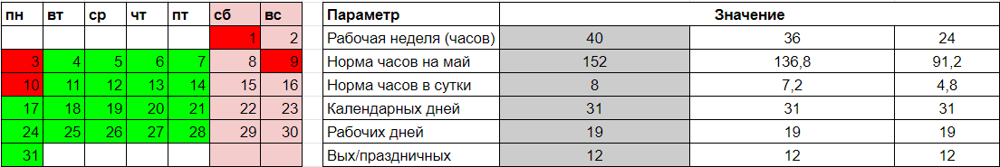 пн вт ср чт пт сб вс Параметр Значение
1 2 Рабочая неделя (часов) 40 36 24
3 4 5 6 7 8 9 Норма часов на май 152 136,8 91,2
10 11 12 13 14 15 16 Норма часов в сутки 8 7,2 4,8
17 18 19 20 21 22 23 Календарных дней 31 31 31
24 25 26 27 28 29 30 Рабочих дней 19 19 19
31 Вых/праздничных 12 12 12